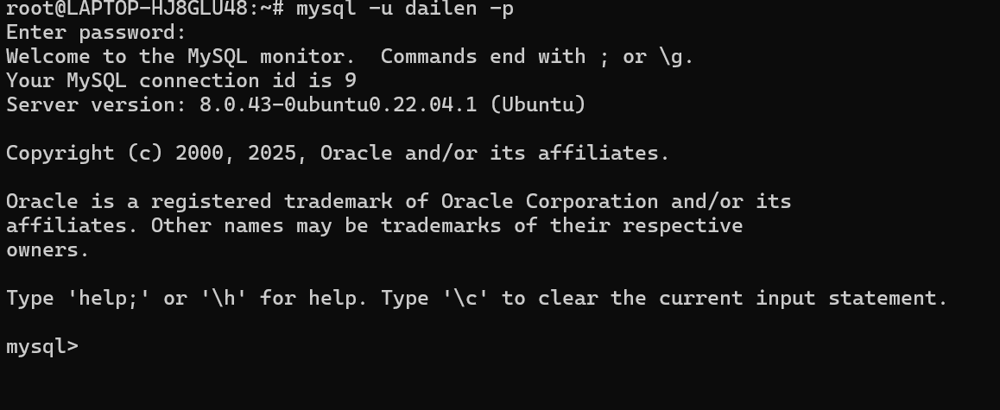 root@LAPTOP-HJ8GLU48:~# mysql -u dailen -p
Enter password:
Welcome to the MySQL monitor.  Commands end with ; or \g.
Your MySQL connection id is 9
Server version: 8.0.43-0ubuntu0.22.04.1 (Ubuntu)

Copyright (c) 2000, 2025, Oracle and/or its affiliates.

Oracle is a registered trademark of Oracle Corporation and/or its
affiliates. Other names may be trademarks of their respective
owners.

Type 'help;' or '\h' for help. Type '\c' to clear the current input statement.

mysql>